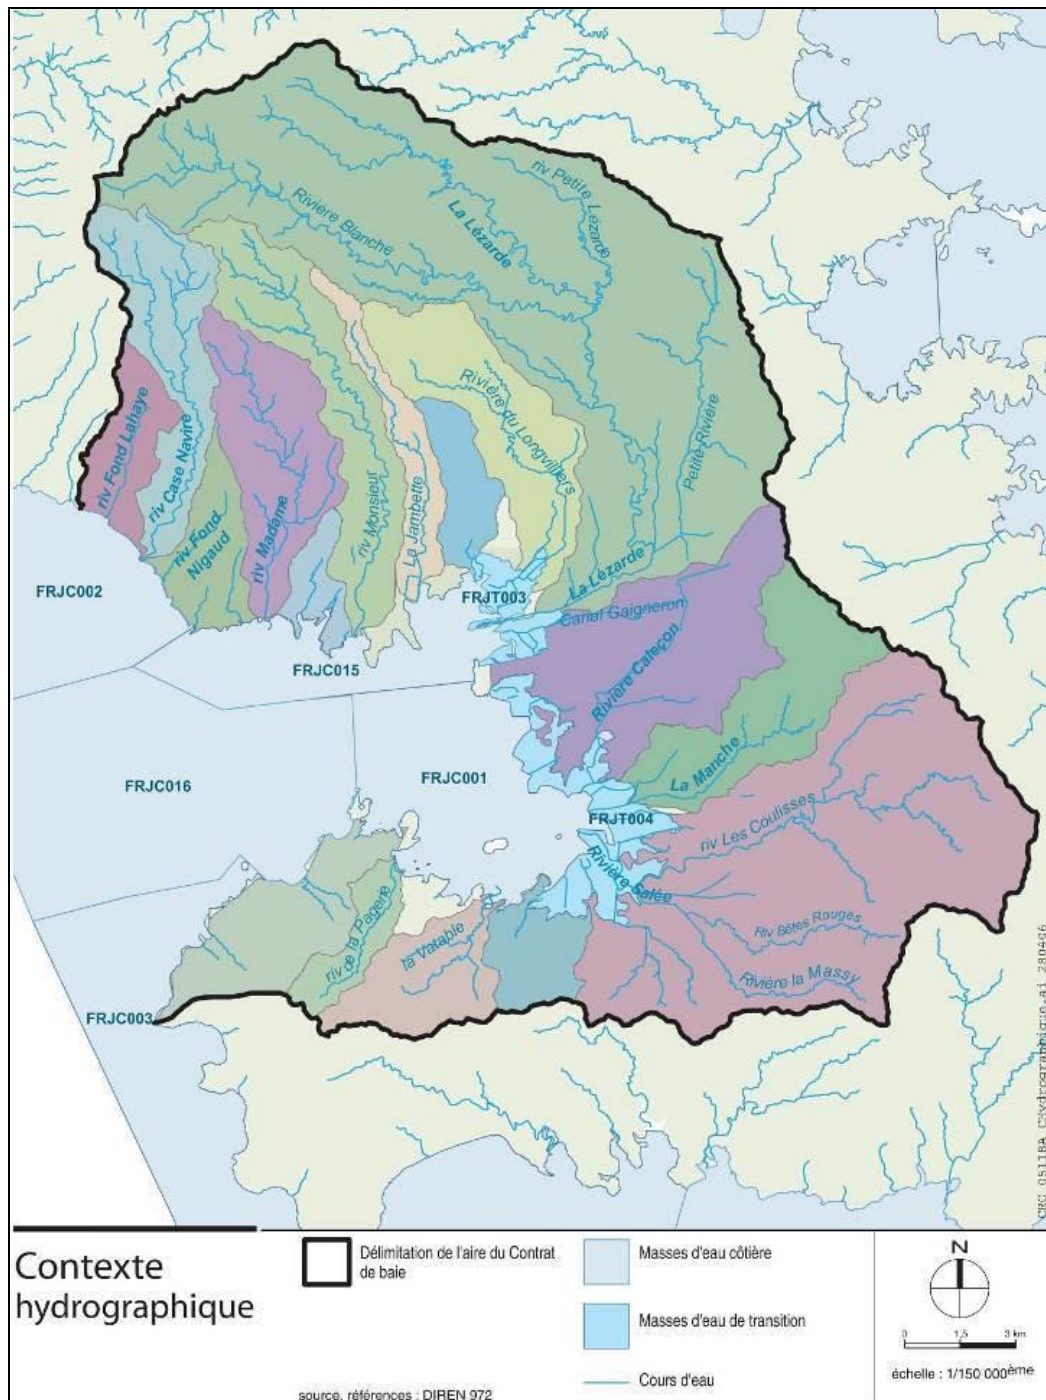 riv Petite Lézarde
Rivière Blanche
La Lézarde
Rivière du Longvilliers
Petite Rivière
riv Fond Lahaye
riv Case Navire
riv Fond
Nigaud
riv Madame
riv Monsieur
La Jambette
La Lézarde
FRJC002
FRJT003
Canal Gaigneron
FRJC015
Rivière Caleçon
FRJC016
FRJC001
La Manche
FRJT004
riv Les Coulisses
Rivière Salée
riv de la Pagerie
la Vatable
Riv Bêtes Rouges
Rivière la Massy
FRJC003
Contexte
hydrographique
Délimitation de l'aire du Contrat
de baie
source, références : DIREN 972
Masses d'eau côtière
Masses d'eau de transition
Cours d'eau
N
0 1,5 3 km
échelle : 1/150 000ème